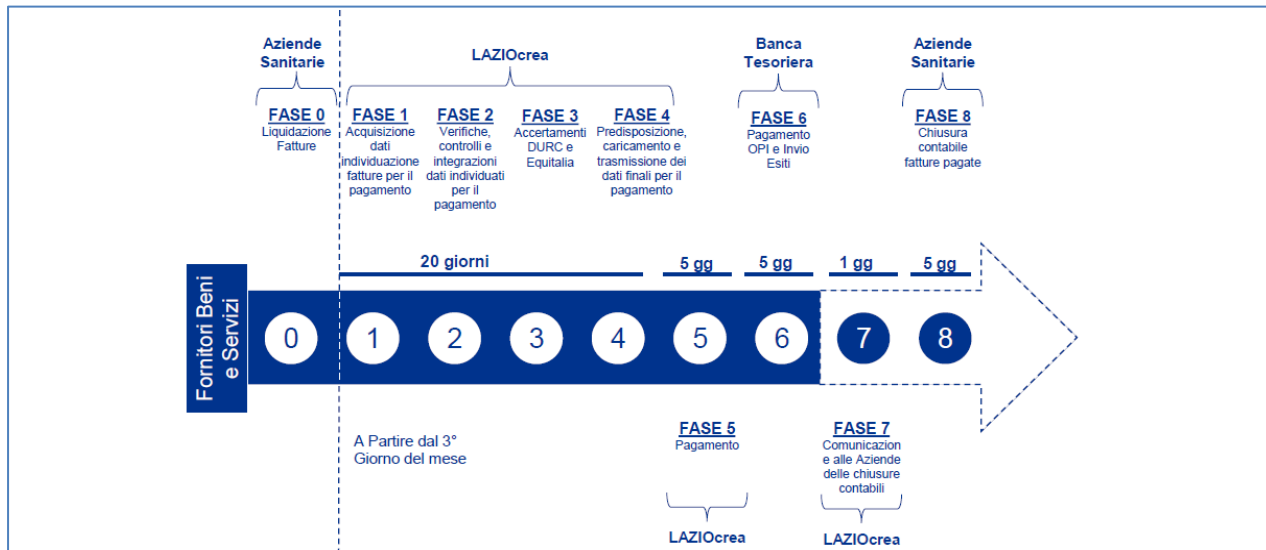 Aziende
Sanitarie
LAZIOcrea
Banca
Tesoriera
Aziende
Sanitarie
FASE 0
Liquidazione
Fatture
FASE 1
Acquisizione
dati
individuazione
fatture per il
pagamento
FASE 2
Verifiche,
controlli e
integrazioni
dati individuati
per il
pagamento
FASE 3
Accertamenti
DURC e
Equitalia
FASE 4
Predisposizione,
caricamento e
trasmissione dei
dati finali per il
pagamento
FASE 6
Pagamento
OPI e Invio
Esiti
FASE 8
Chiusura
contabile
fatture pagate
20 giorni
5 gg
5 gg
1 gg
5 gg
Fornitori Beni
e Servizi
0
1
2
3
4
5
6
7
8
A Partire dal 3°
Giorno del mese
FASE 5
Pagamento
LAZIOcrea
FASE 7
Comunicazion
e alle Aziende
delle chiusure
contabili
LAZIOcrea